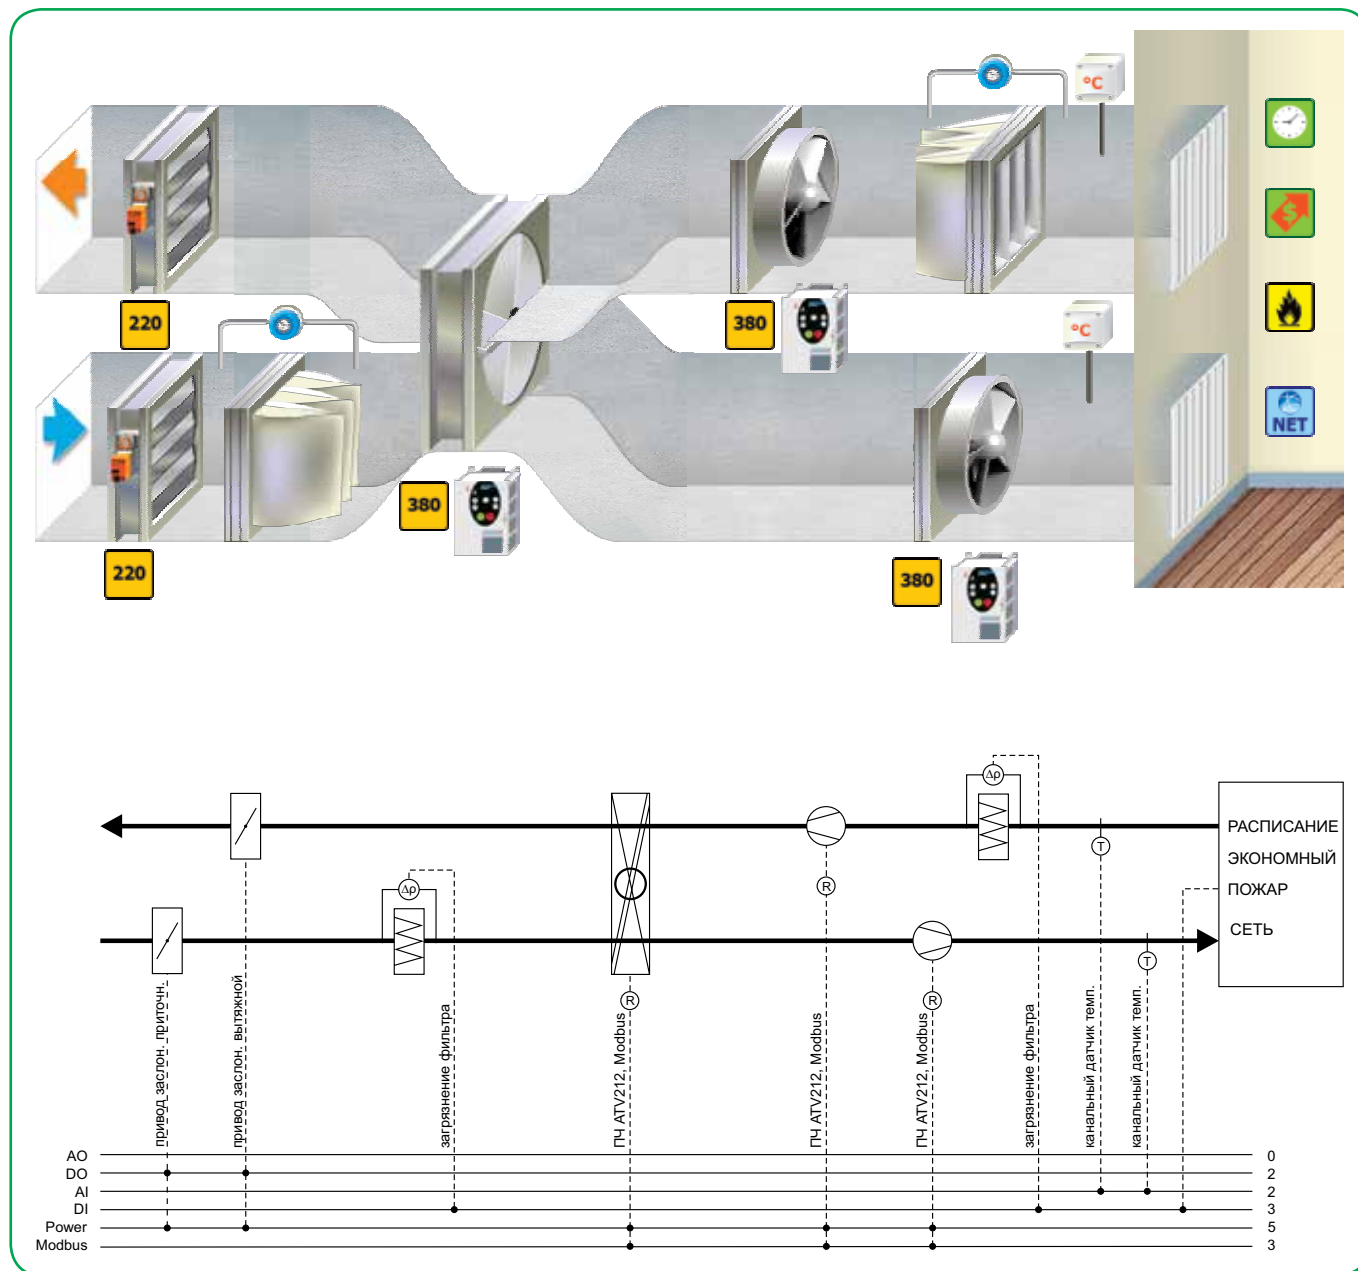 °C
220
380
°C
NET
380
220
380
Δρ
РАСПИСАНИЕ
T
ЭКОНОМНЫЙ
Δρ
R
ПОЖАР
СЕТЬ
T
R
R
привод заслон. приточн.
привод заслон. вытяжной
загрязнение фильтра
ПЧ ATV212, Modbus
ПЧ ATV212, Modbus
ПЧ ATV212, Modbus
загрязнение фильтра
канальный датчик темп.
канальный датчик темп.
AO 0
DO 2
AI 2
DI 3
Power 5
Modbus 3